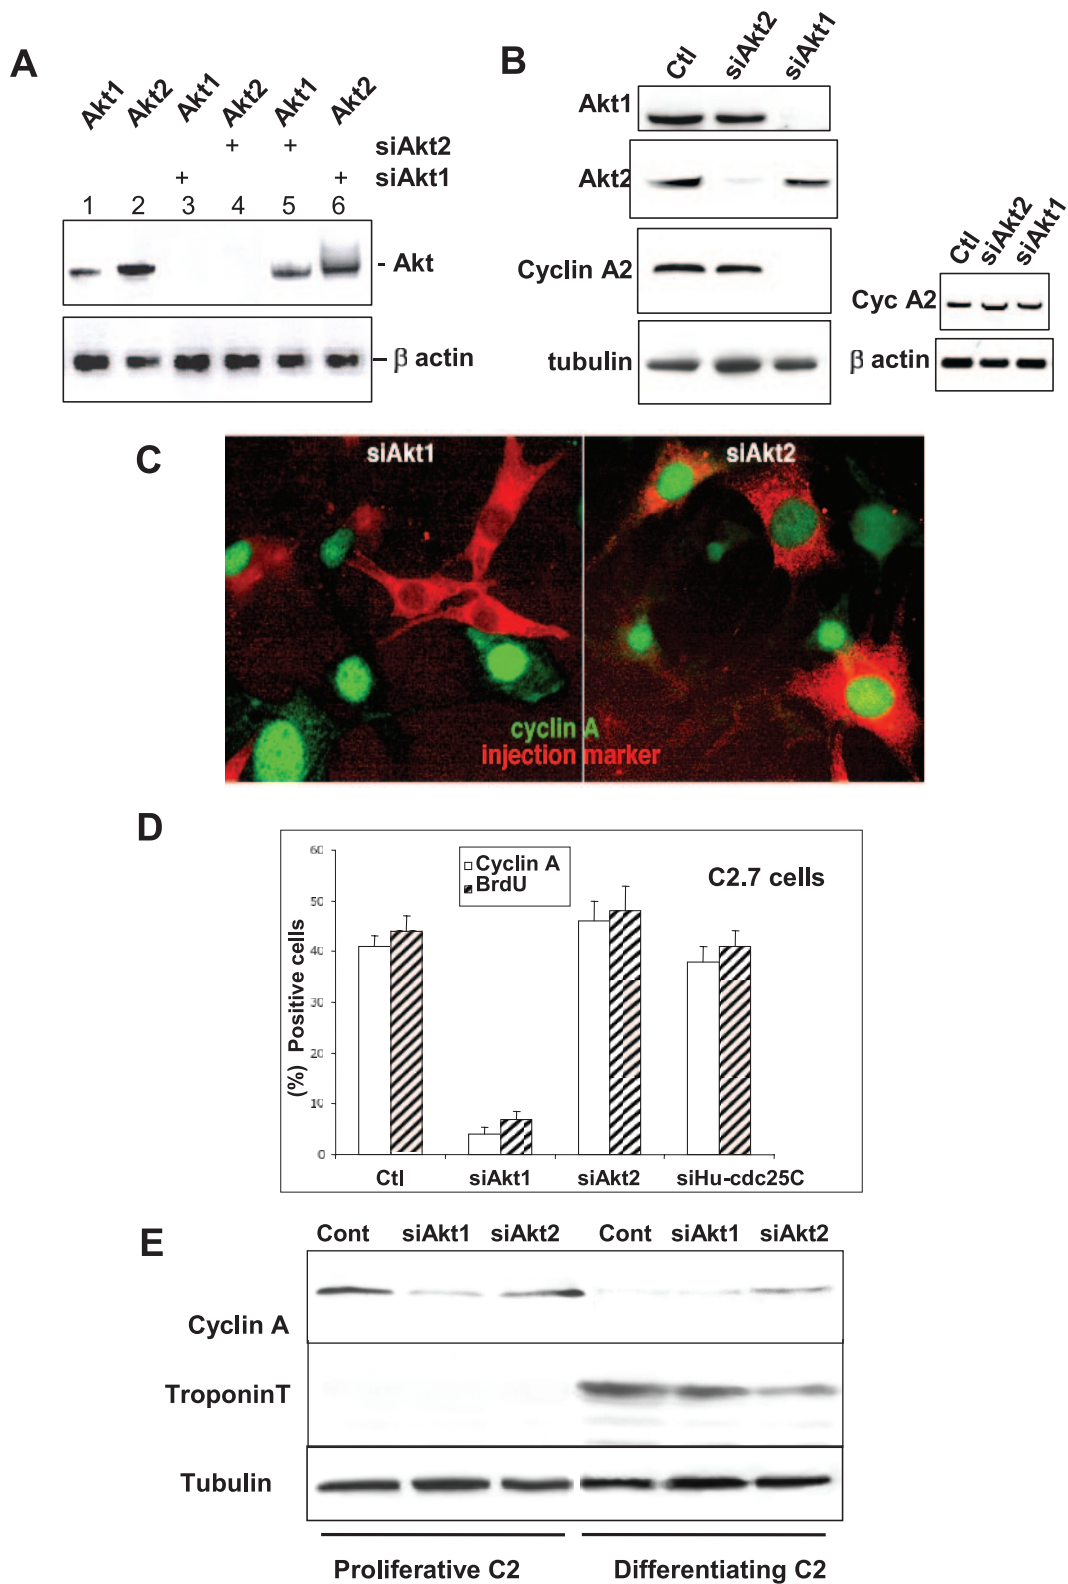 A
Akt1 Akt2 Akt1 Akt2 Akt1 Akt2
+ + siAkt2
+ + siAkt1
1 2 3 4 5 6
- Akt
– β actin
B
Ctl siAkt2 siAkt1
Akt1
Akt2
Cyclin A2
tubulin
Ctl siAkt2 siAkt1
Cyc A2
β actin
C
siAkt1 siAkt2
cyclin A
injection marker
D
Cyclin A
BrdU
C2.7 cells
(%) Positive cells
60
50
40
30
20
10
0
Ctl siAkt1 siAkt2 siHu-cdc25C
E
Cont siAkt1 siAkt2 Cont siAkt1 siAkt2
Cyclin A
TroponinT
Tubulin
Proliferative C2 Differentiating C2